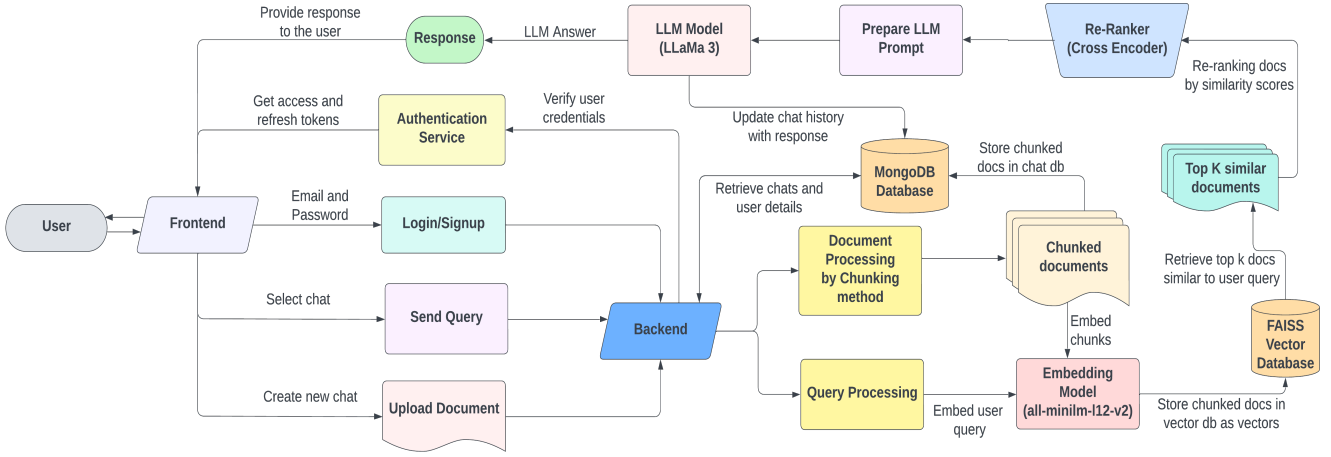 Provide response
to the user
Response
LLM Answer
LLM Model
(LLaMa 3)
Prepare LLM
Prompt
Re-Ranker
(Cross Encoder)
Re-ranking docs
by similarity scores
Get access and
refresh tokens
Authentication
Service
Verify user
credentials
Update chat history
with response
MongoDB
Database
Store chunked
docs in chat db
Top K similar
documents
Retrieve chats and
user details
User
Frontend
Email and
Password
Login/Signup
Document
Processing
by Chunking
method
Chunked
documents
Retrieve top k docs
similar to user query
Select chat
Send Query
Backend
Embed
chunks
FAISS
Vector
Database
Create new chat
Upload Document
Query Processing
Embed user
query
Embedding
Model
(all-minilm-l12-v2)
Store chunked docs in
vector db as vectors